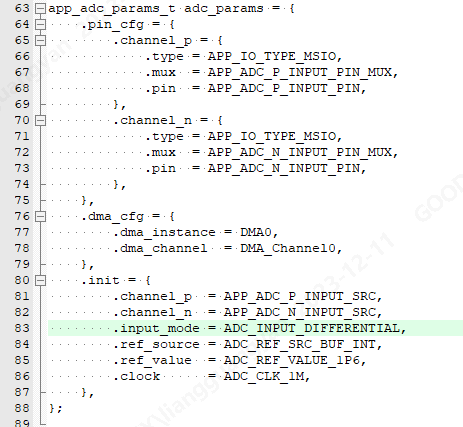 63 app_adc_params_t adc_params = {
64 .pin_cfg = {
65 .channel_p = {
66 .type = APP_IO_TYPE_MSIO,
67 .mux = APP_ADC_P_INPUT_PIN_MUX,
68 .pin = APP_ADC_P_INPUT_PIN,
69 },
70 .channel_n = {
71 .type = APP_IO_TYPE_MSIO,
72 .mux = APP_ADC_N_INPUT_PIN_MUX,
73 .pin = APP_ADC_N_INPUT_PIN,
74 },
75 },
76 .dma_cfg = {
77 .dma_instance = DMA0,
78 .dma_channel = DMA_Channel0,
79 },
80 .init = {
81 .channel_p = APP_ADC_P_INPUT_SRC,
82 .channel_n = APP_ADC_N_INPUT_SRC,
83 .input_mode = ADC_INPUT_DIFFERENTIAL,
84 .ref_source = ADC_REF_SRC_BUF_INT,
85 .ref_value = ADC_REF_VALUE_1P6,
86 .clock = ADC_CLK_1M,
87 },
88 };
89